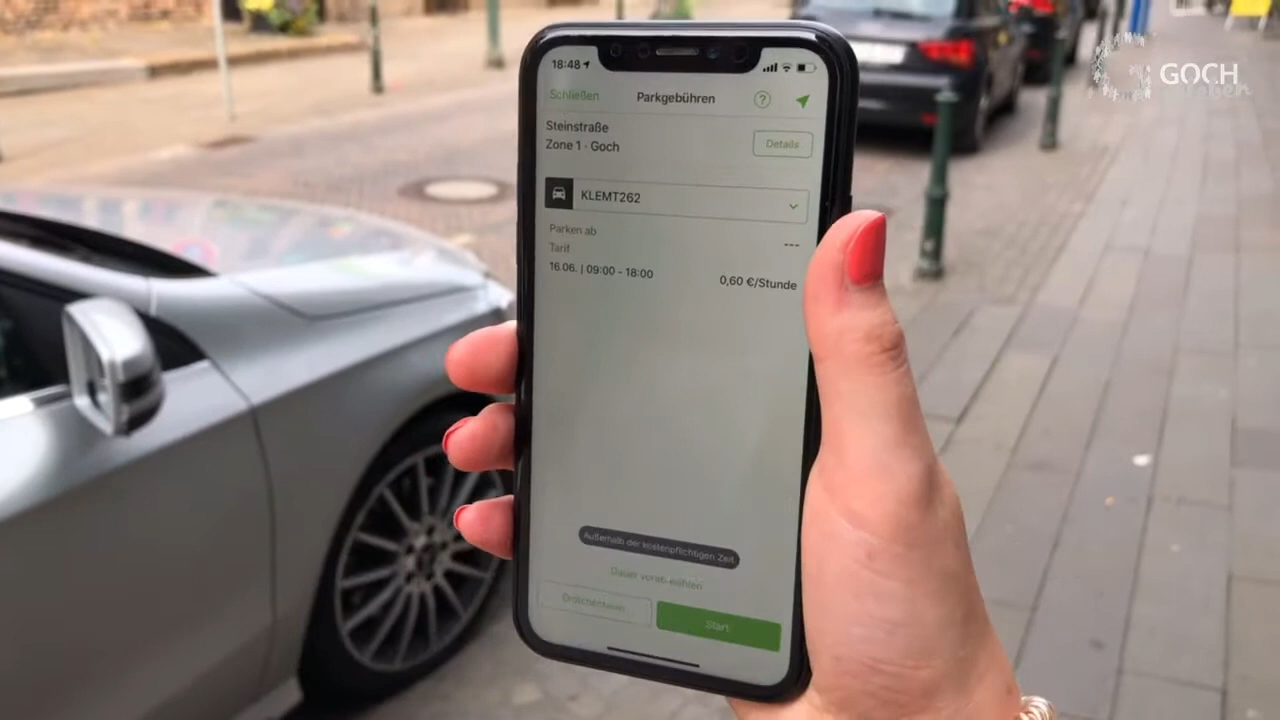 18:48
Schließen
Parkgebühren
?
Steinstraße
Zone 1 · Goch
Details
KLEMT262
Parken ab
---
Tarif
16.06. | 09:00 - 18:00
0,60 €/Stunde
Außerhalb der kostenpflichtigen Zeit
Dauer vorab wählen
Start
GOCH